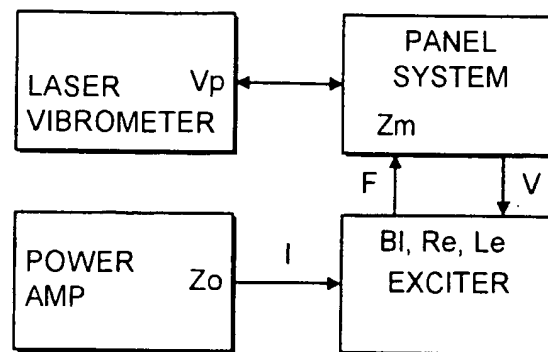 LASER
VIBROMETER
Vp
PANEL
SYSTEM
Zm
F
V
POWER
AMP
Zo
I
Bl, Re, Le
EXCITER